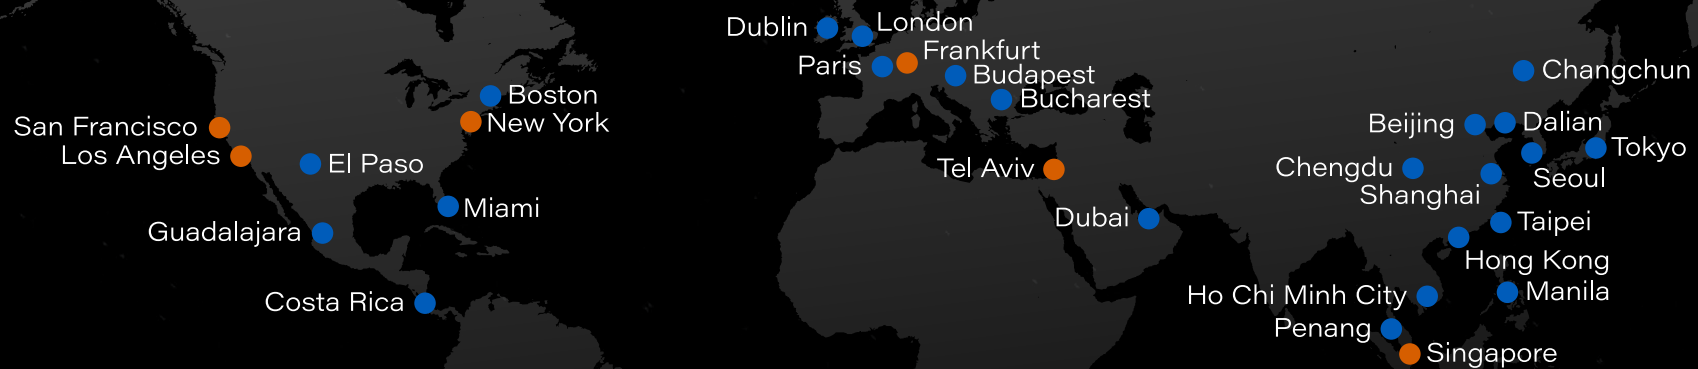 Dublin
London
Frankfurt
Paris
Budapest
Bucharest
Changchun
Boston
New York
San Francisco
Los Angeles
El Paso
Miami
Guadalajara
Costa Rica
Tel Aviv
Dubai
Beijing
Dalian
Tokyo
Chengdu
Seoul
Shanghai
Taipei
Hong Kong
Manila
Ho Chi Minh City
Penang
Singapore